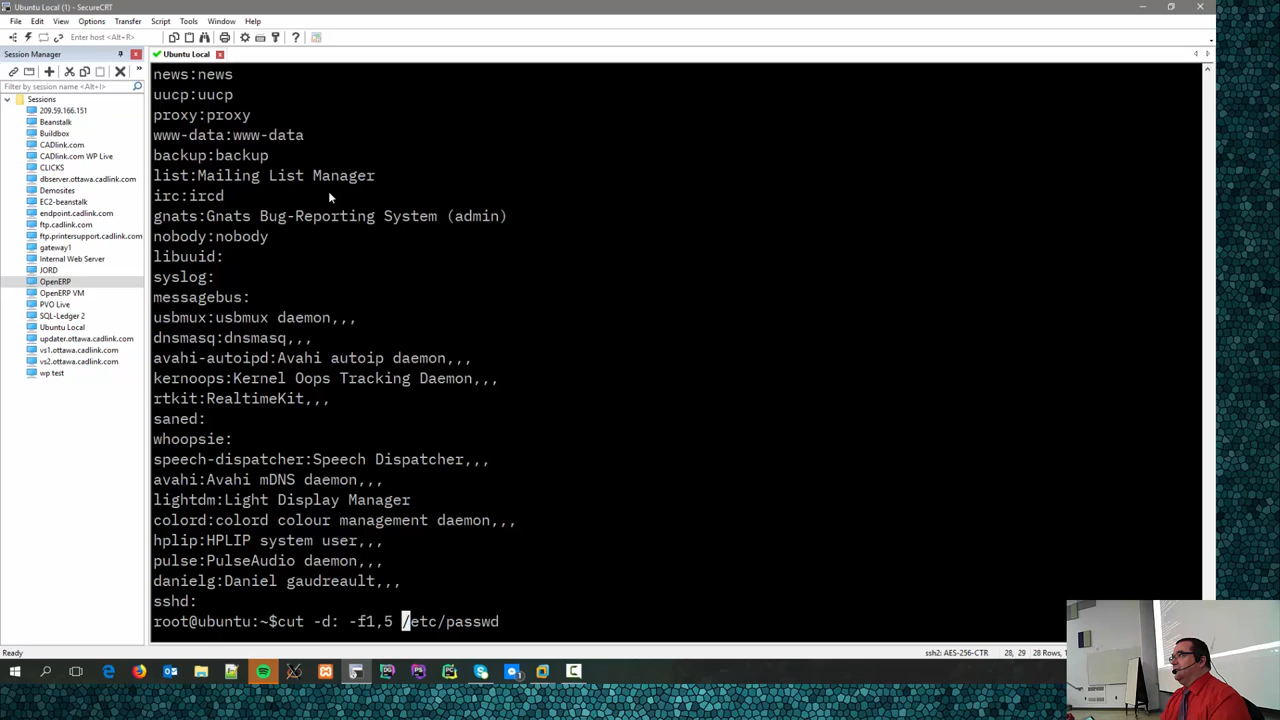 Ubuntu Local (1) - SecureCRT
File Edit View Options Transfer Script Tools Window Help
Enter host <Alt+R>
Session Manager
Ubuntu Local
Filter by session name <Alt+I>
Sessions
209.59.166.151
Beanstalk
Buildbox
CADlink.com
CADlink.com WP Live
CLICKS
dbserver.ottawa.cadlink.com
Demosites
EC2-beanstalk
endpoint.cadlink.com
ftp.cadlink.com
ftp.printersupport.cadlink.com
gateway1
Internal Web Server
JORD
OpenERP
OpenERP VM
PVO Live
SQL-Ledger 2
Ubuntu Local
updater.ottawa.cadlink.com
vs1.ottawa.cadlink.com
vs2.ottawa.cadlink.com
wp test
news:news
uucp:uucp
proxy:proxy
www-data:www-data
backup:backup
list:Mailing List Manager
irc:ircd
gnats:Gnats Bug-Reporting System (admin)
nobody:nobody
libuuid:
syslog:
messagebus:
usbmux:usbmux daemon,,,
dnsmasq:dnsmasq,,,
avahi-autoipd:Avahi autoip daemon,,,
kernoops:Kernel Oops Tracking Daemon,,,
rtkit:RealtimeKit,,,
saned:
whoopsie:
speech-dispatcher:Speech Dispatcher,,,
avahi:Avahi mDNS daemon,,,
lightdm:Light Display Manager
colord:colord colour management daemon,,,
hplip:HPLIP system user,,,
pulse:PulseAudio daemon,,,
danielg:Daniel gaudreault,,,
sshd:
root@ubuntu:~$cut -d: -f1,5 /etc/passwd
Ready
ssh2: AES-256-CTR 28, 29 28 Rows,